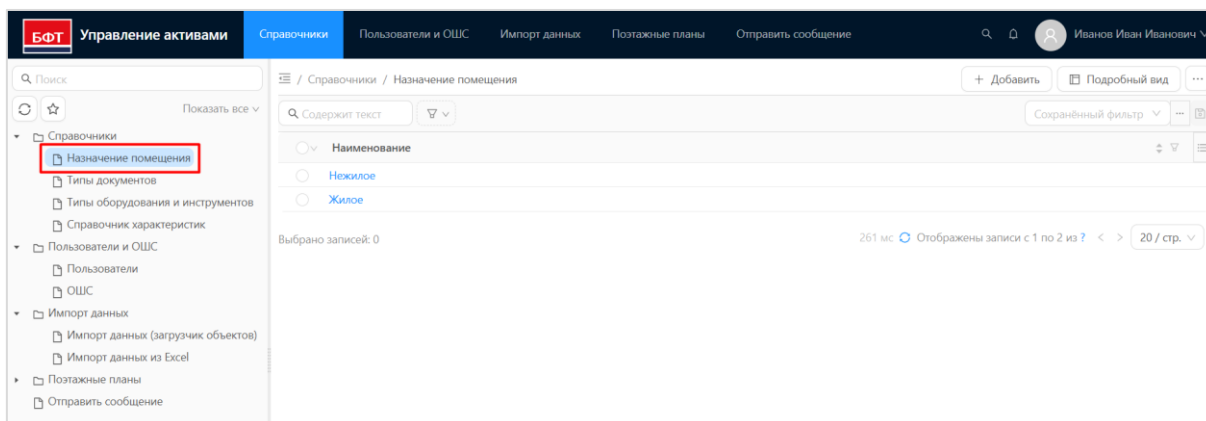 БФТ Управление активами Справочники Пользователи и ОШС Импорт данных Поэтажные планы Отправить сообщение Иванов Иван Иванович
Поиск / Справочники / Назначение помещения + Добавить Подробный вид ...
Показать все Содержит текст Сохранённый фильтр ...
Справочники Наименование
Назначение помещения Нежилое
Типы документов
Типы оборудования и инструментов Жилое
Справочник характеристик
Пользователи и ОШС Выбрано записей: 0 261 мс Отображены записи с 1 по 2 из ? < > 20 / стр.
Пользователи
ОШС
Импорт данных
Импорт данных (загрузчик объектов)
Импорт данных из Excel
Поэтажные планы
Отправить сообщение